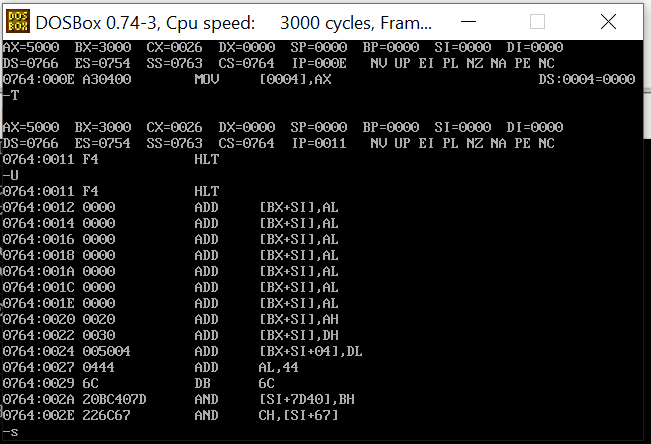 DOS
BOX
DOSBox 0.74-3, Cpu speed: 3000 cycles, Fram...
AX=5000 BX=3000 CX=0026 DX=0000 SP=0000 BP=0000 SI=0000 DI=0000
DS=0766 ES=0754 SS=0763 CS=0764 IP=000E NV UP EI PL NZ NA PE NC
0764:000E A30400 MOV [0004],AX DS:0004=0000
-T
AX=5000 BX=3000 CX=0026 DX=0000 SP=0000 BP=0000 SI=0000 DI=0000
DS=0766 ES=0754 SS=0763 CS=0764 IP=0011 NV UP EI PL NZ NA PE NC
0764:0011 F4 HLT
-U
0764:0011 F4 HLT
0764:0012 0000 ADD [BX+SI],AL
0764:0014 0000 ADD [BX+SI],AL
0764:0016 0000 ADD [BX+SI],AL
0764:0018 0000 ADD [BX+SI],AL
0764:001A 0000 ADD [BX+SI],AL
0764:001C 0000 ADD [BX+SI],AL
0764:001E 0000 ADD [BX+SI],AL
0764:0020 0020 ADD [BX+SI],AH
0764:0022 0030 ADD [BX+SI],DH
0764:0024 005004 ADD [BX+SI+04],DL
0764:0027 0444 ADD AL,44
0764:0029 6C DB 6C
0764:002A 20BC407D AND [SI+7D40],BH
0764:002E 226C67 AND CH,[SI+67]
-s